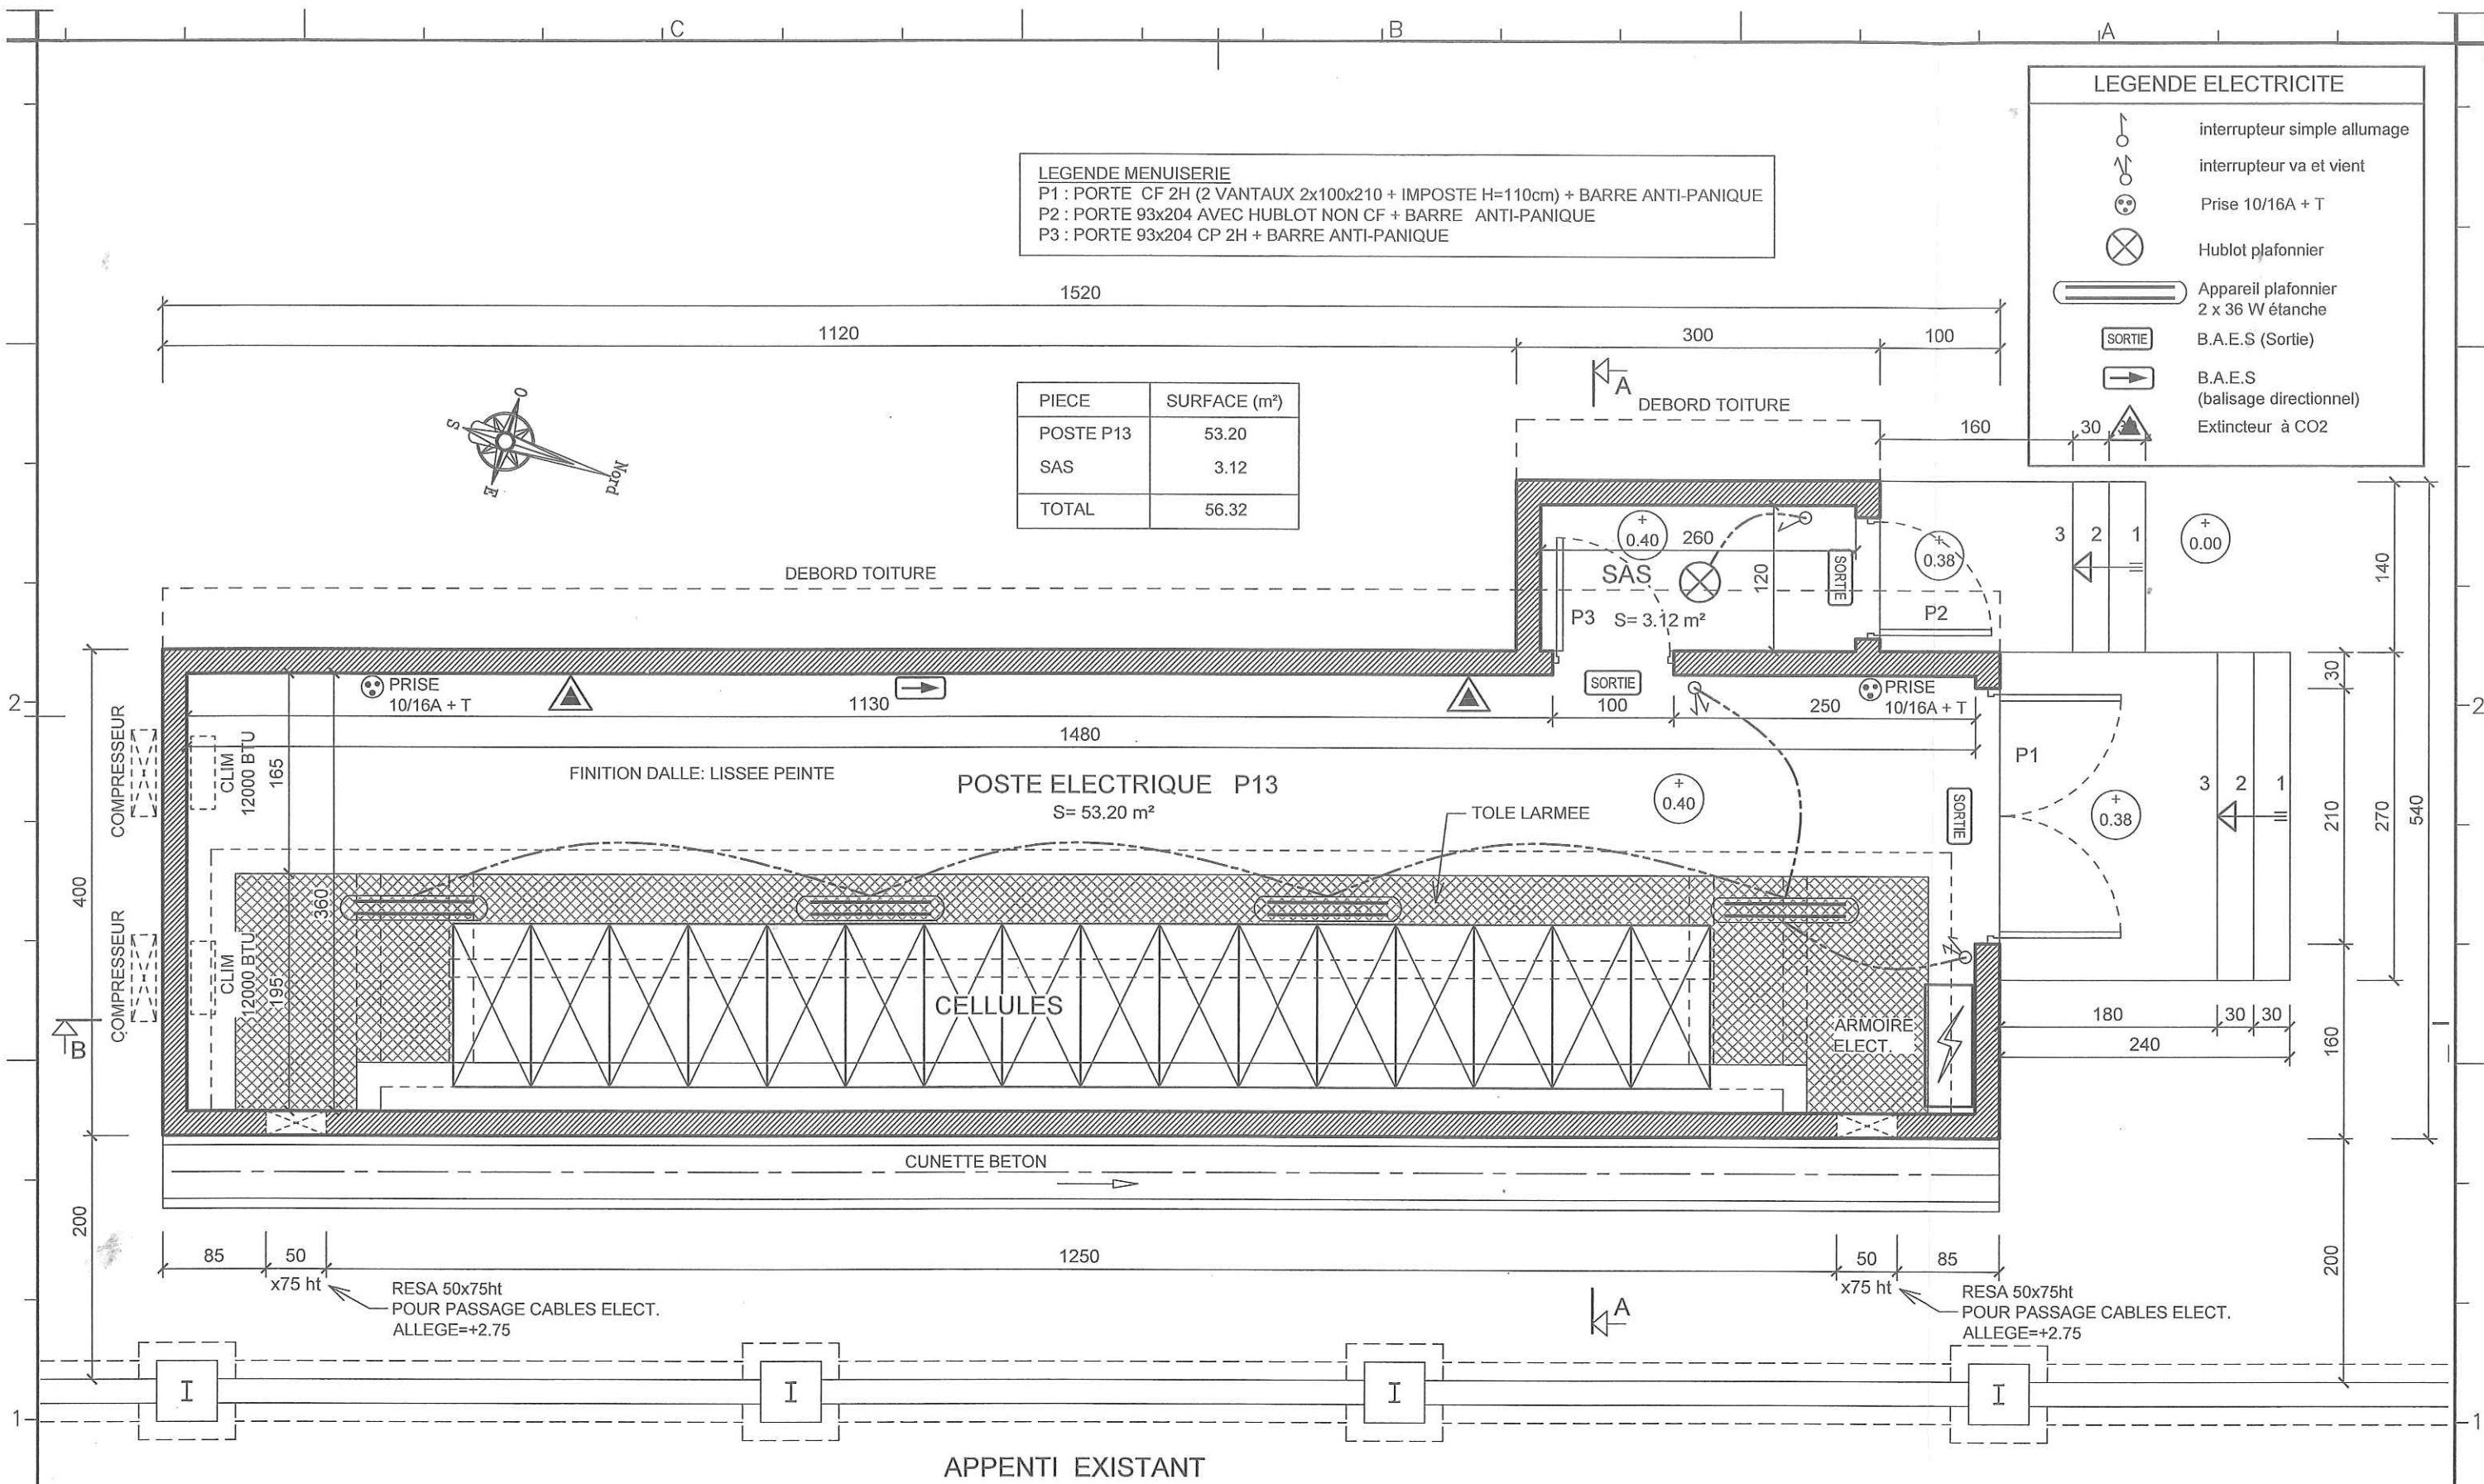 C
B
A
LEGENDE ELECTRICITE
interrupteur simple allumage
interrupteur va et vient
Prise 10/16A + T
Hublot plafonnier
Appareil plafonnier
2 x 36 W étanche
SORTIE
B.A.E.S (Sortie)
B.A.E.S
(balisage directionnel)
Extincteur à CO2
LEGENDE MENUISERIE
P1 : PORTE CF 2H (2 VANTAUX 2x100x210 + IMPOSTE H=110cm) + BARRE ANTI-PANIQUE
P2 : PORTE 93x204 AVEC HUBLOT NON CF + BARRE ANTI-PANIQUE
P3 : PORTE 93x204 CP 2H + BARRE ANTI-PANIQUE
1520
1120
300
100
A
DEBORD TOITURE
160
30
PIECE SURFACE (m²)
POSTE P13 53.20
SAS 3.12
TOTAL 56.32
O
S
E
Nord
+
0.40
260
SAS
120
SORTIE
P3
S= 3.12 m²
+
0.38
P2
3 2 1
+
0.00
140
DEBORD TOITURE
2
PRISE
10/16A + T
1130
SORTIE
100
250
PRISE
10/16A + T
1480
30
2
COMPRESSEUR
CLIM
12000 BTU
165
FINITION DALLE: LISSEE PEINTE
POSTE ELECTRIQUE P13
S= 53.20 m²
+
0.40
TOLE LARMEE
SORTIE
P1
+
0.38
3 2 1
210
270
540
400
360
COMPRESSEUR
CLIM
12000 BTU
195
CELLULES
ARMOIRE
ELECT.
180
30
30
240
160
B
CUNETTE BETON
200
85
50
1250
50
85
200
x75 ht
RESA 50x75ht
POUR PASSAGE CABLES ELECT.
ALLEGE=+2.75
A
x75 ht
RESA 50x75ht
POUR PASSAGE CABLES ELECT.
ALLEGE=+2.75
I
I
I
I
1
1
APPENTI EXISTANT